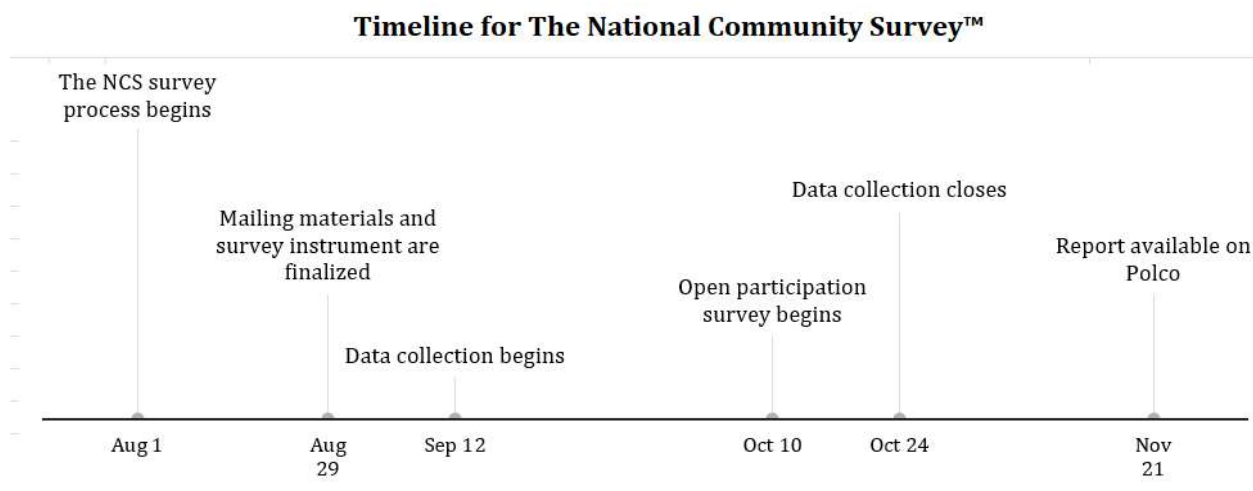 Timeline for The National Community Survey™
The NCS survey
process begins
Mailing materials and
survey instrument are
finalized
Data collection begins
Open participation
survey begins
Data collection closes
Report available on
Polco
Aug 1
Aug
29
Sep 12
Oct 10
Oct 24
Nov
21